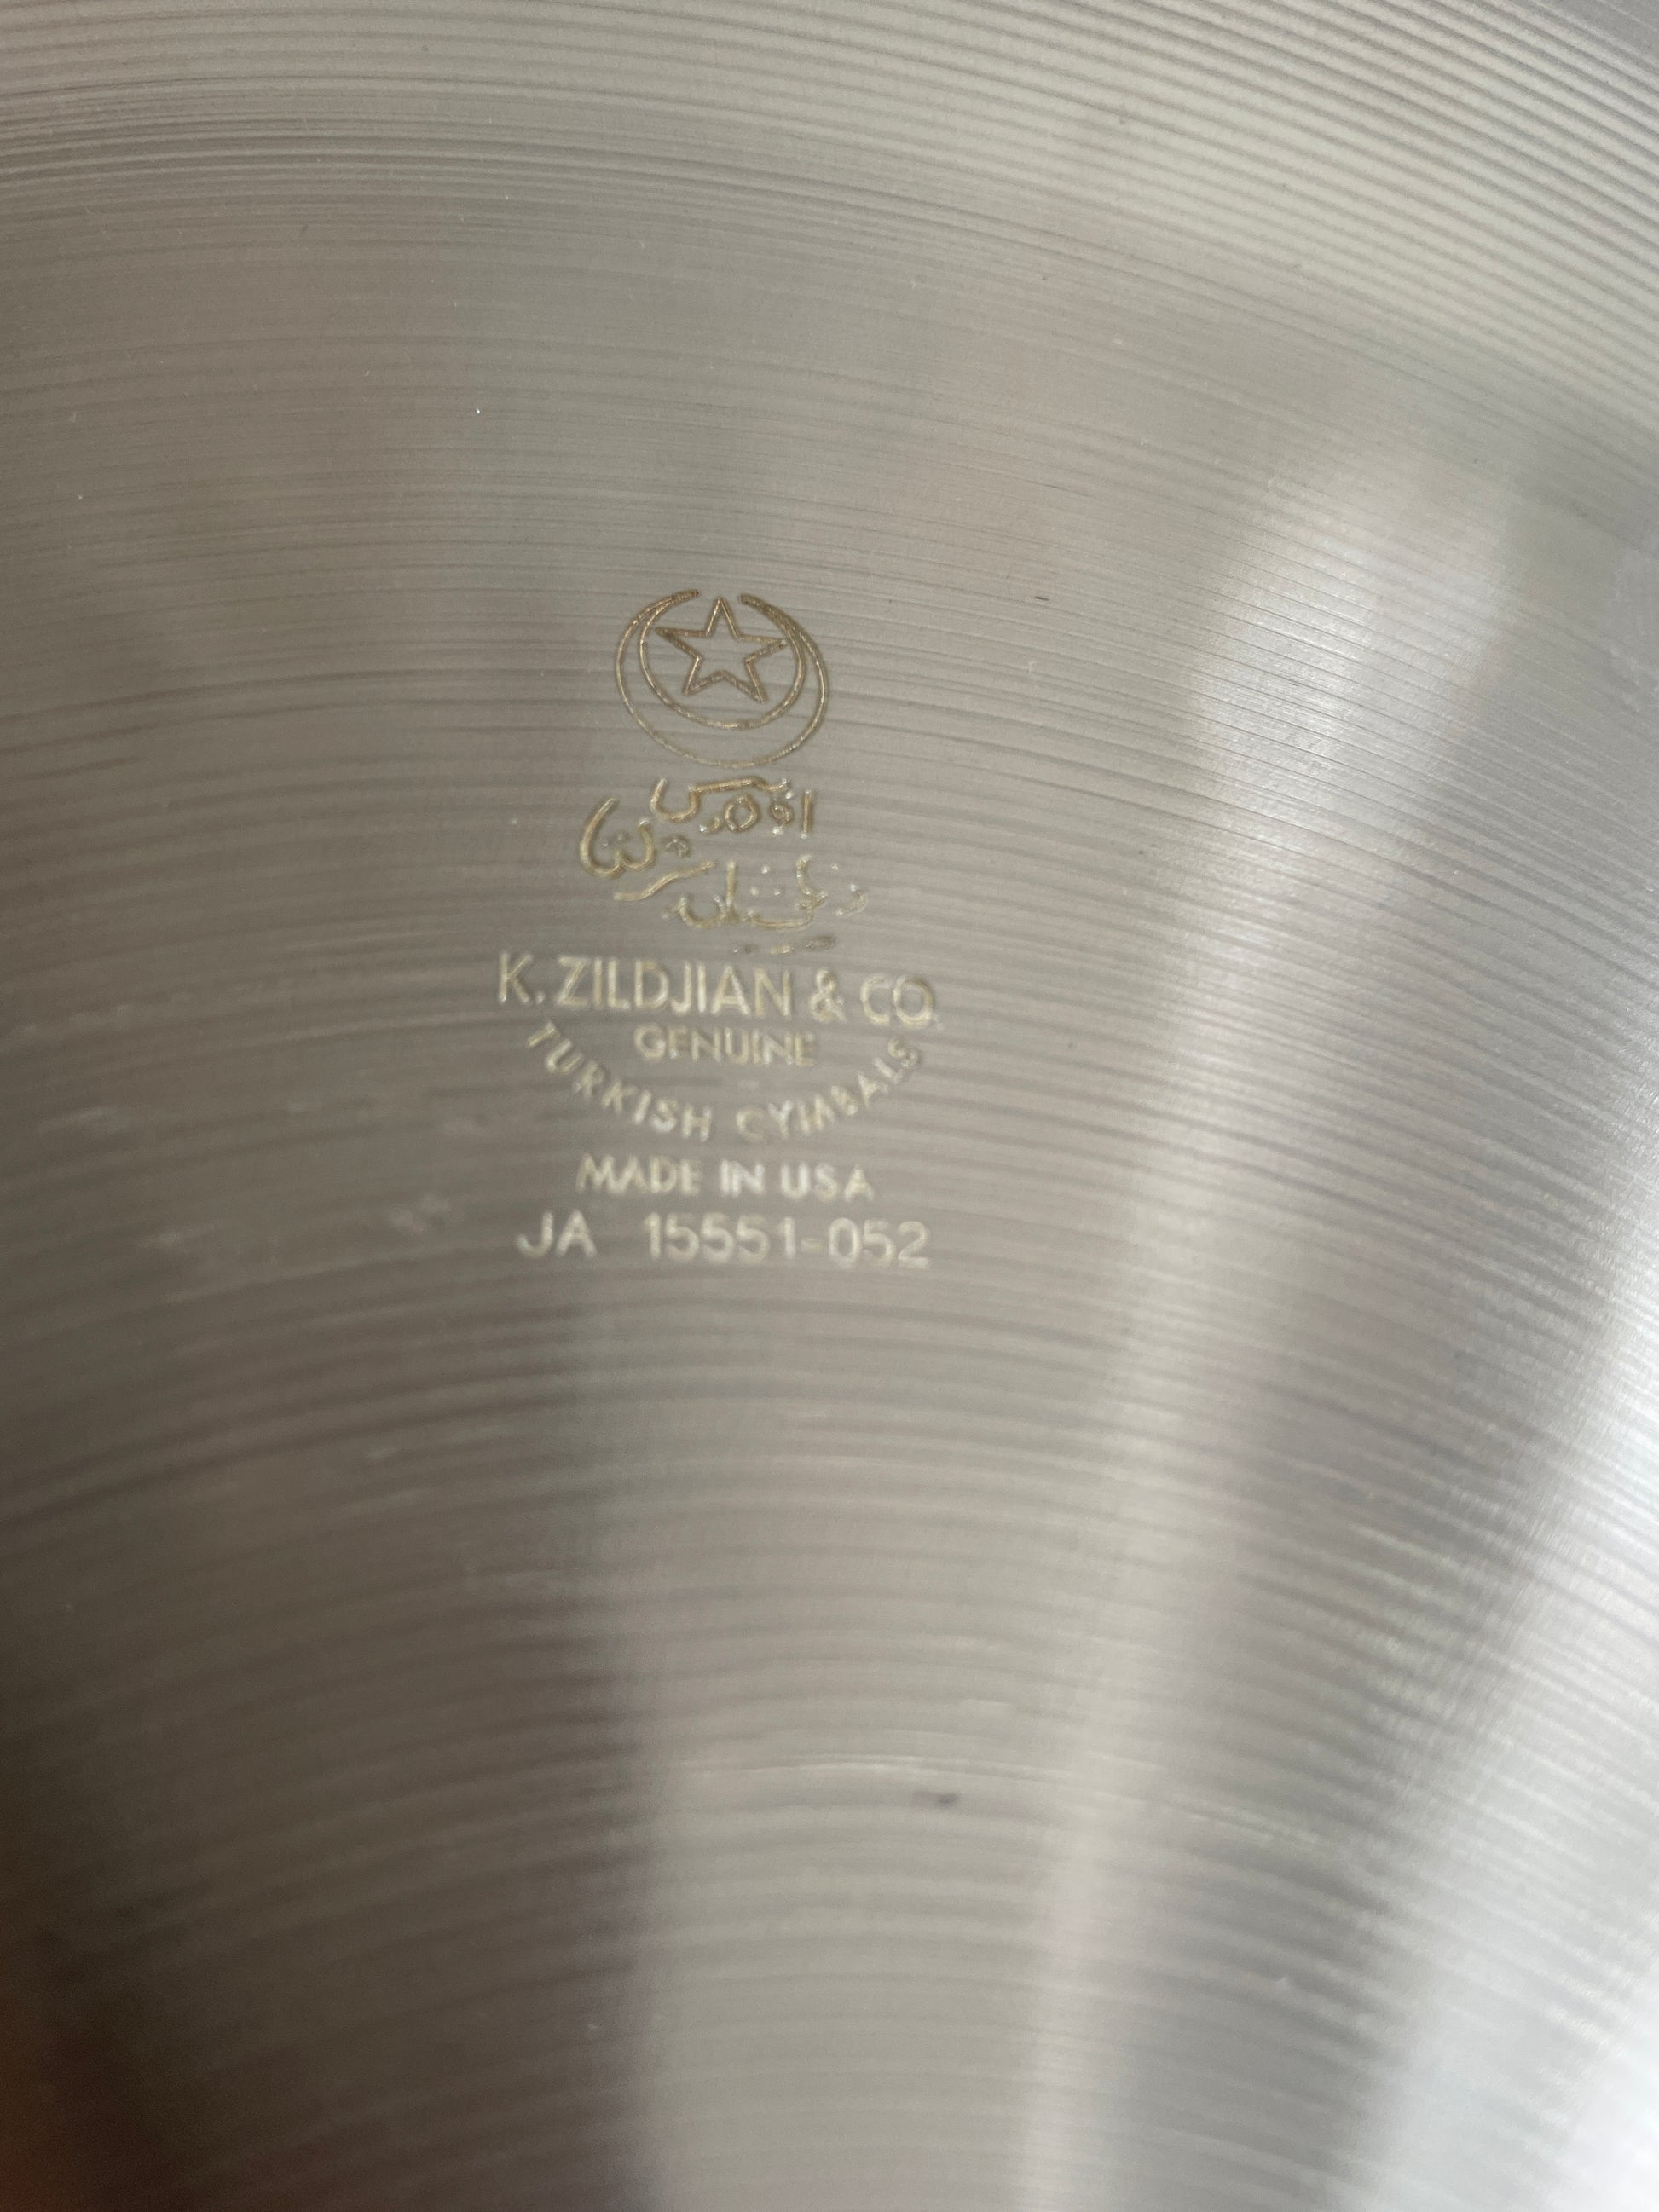 K. ZILDJIAN & CO.
GENUINE
TURKISH CYMBALS
MADE IN USA
JA 15551-052